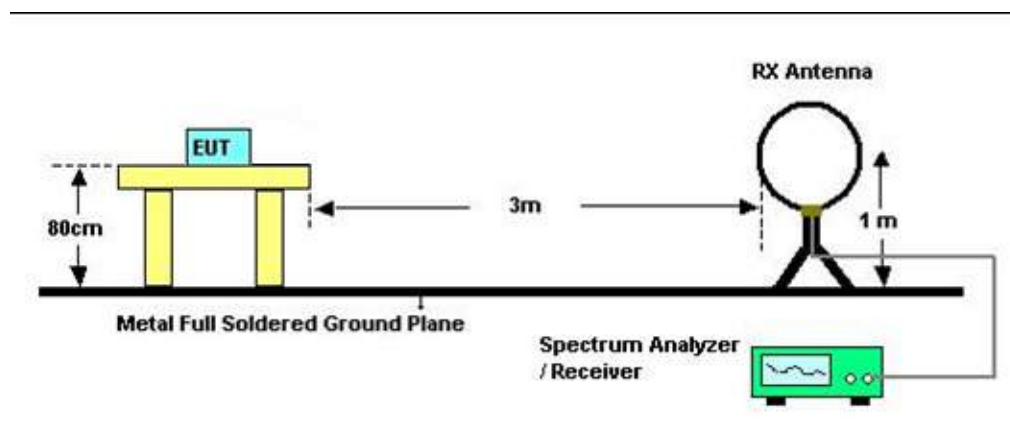 RX Antenna
EUT
80cm
3m
1 m
Metal Full Soldered Ground Plane
Spectrum Analyzer
/ Receiver